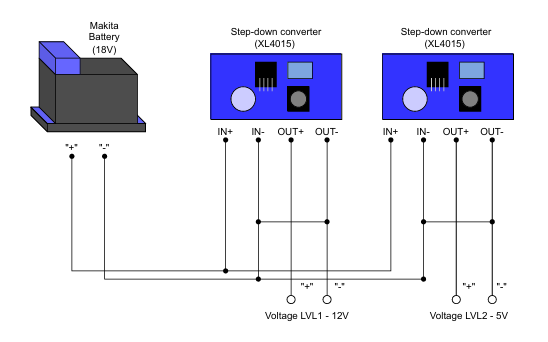 Makita
Battery
(18V)
Step-down converter
(XL4015)
Step-down converter
(XL4015)
"+"
"-"
IN+
IN-
OUT+
OUT-
IN+
IN-
OUT+
OUT-
"+"
"-"
"+"
"-"
Voltage LVL1 - 12V
Voltage LVL2 - 5V